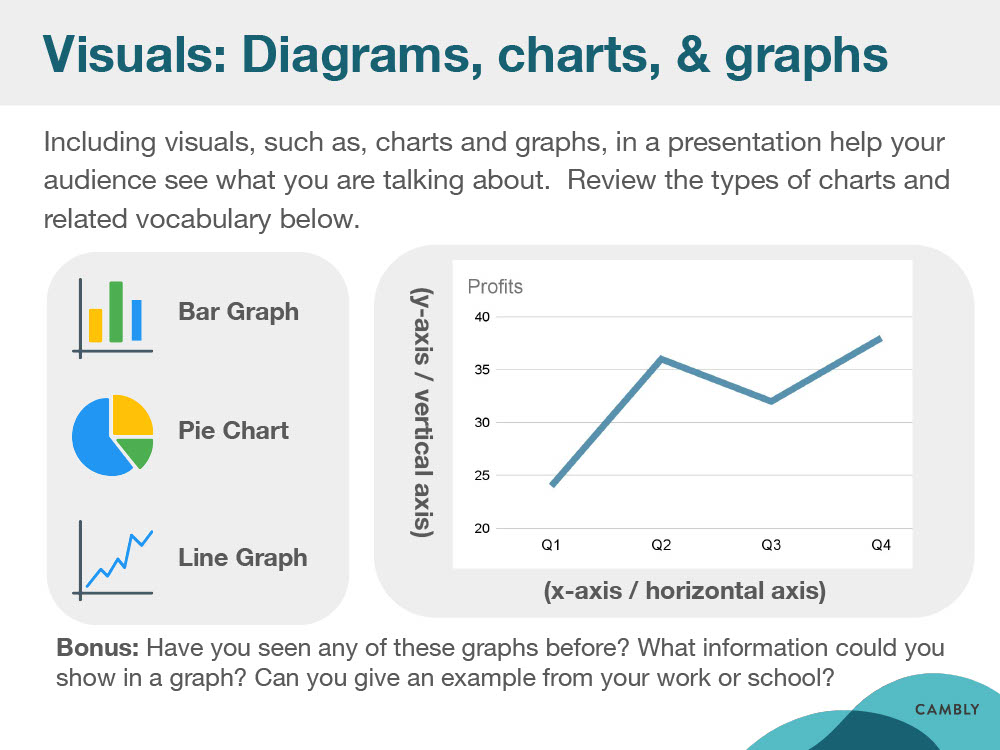 Visuals: Diagrams, charts, & graphs
Including visuals, such as, charts and graphs, in a presentation help your
audience see what you are talking about.  Review the types of charts and
related vocabulary below.
Bar Graph
Pie Chart
Line Graph
(y-axis / vertical axis)
Profits
40
35
30
25
20
Q1 Q2 Q3 Q4
(x-axis / horizontal axis)
Bonus: Have you seen any of these graphs before? What information could you
show in a graph? Can you give an example from your work or school?
CAMBLY